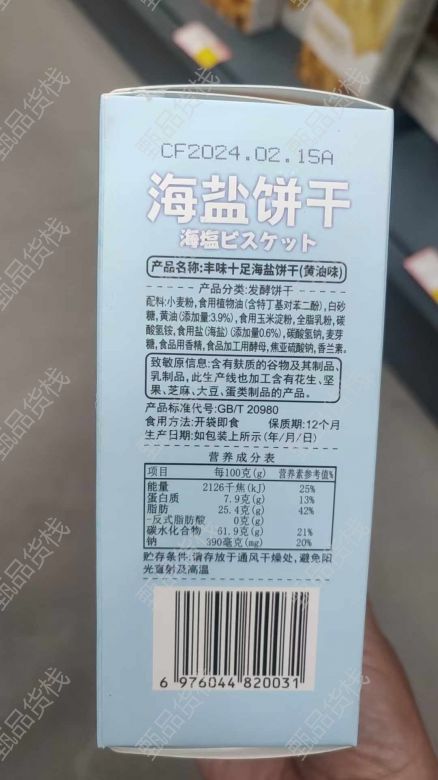 CF2024.02.15A
海盐饼干
海塩ビスケット
产品名称:丰味十足海盐饼干(黄油味)
产品分类:发酵饼干
配料:小麦粉,食用植物油(含特丁基对苯二酚),白砂
糖,黄油(添加量:3.9%),食用玉米淀粉,全脂乳粉,碳
酸氢铵,食用盐(海盐)(添加量0.6%),碳酸氢钠,麦芽
糖,食品用香精,食品加工用酵母,焦亚硫酸钠,香兰素。
致敏原信息:含有麸质的谷物及其制品、
乳制品,此生产线也加工含有花生、坚
果、芝麻、大豆、蛋类制品的产品。
产品标准代号:GB/T 20980
食用方法:开袋即食 保质期:12个月
生产日期:如包装上所示(年/月/日)
营养成分表
项目 每100克(g) 营养素参考值%
能量 2126千焦(kJ) 25%
蛋白质 7.9克(g) 13%
脂肪 25.4克(g) 42%
-反式脂肪酸 0克(g)
碳水化合物 61.9克(g) 21%
钠 390毫克(mg) 20%
贮存条件:请存放于通风干燥处,避免阳
光直射及高温
6 976044 820031
甄品货栈